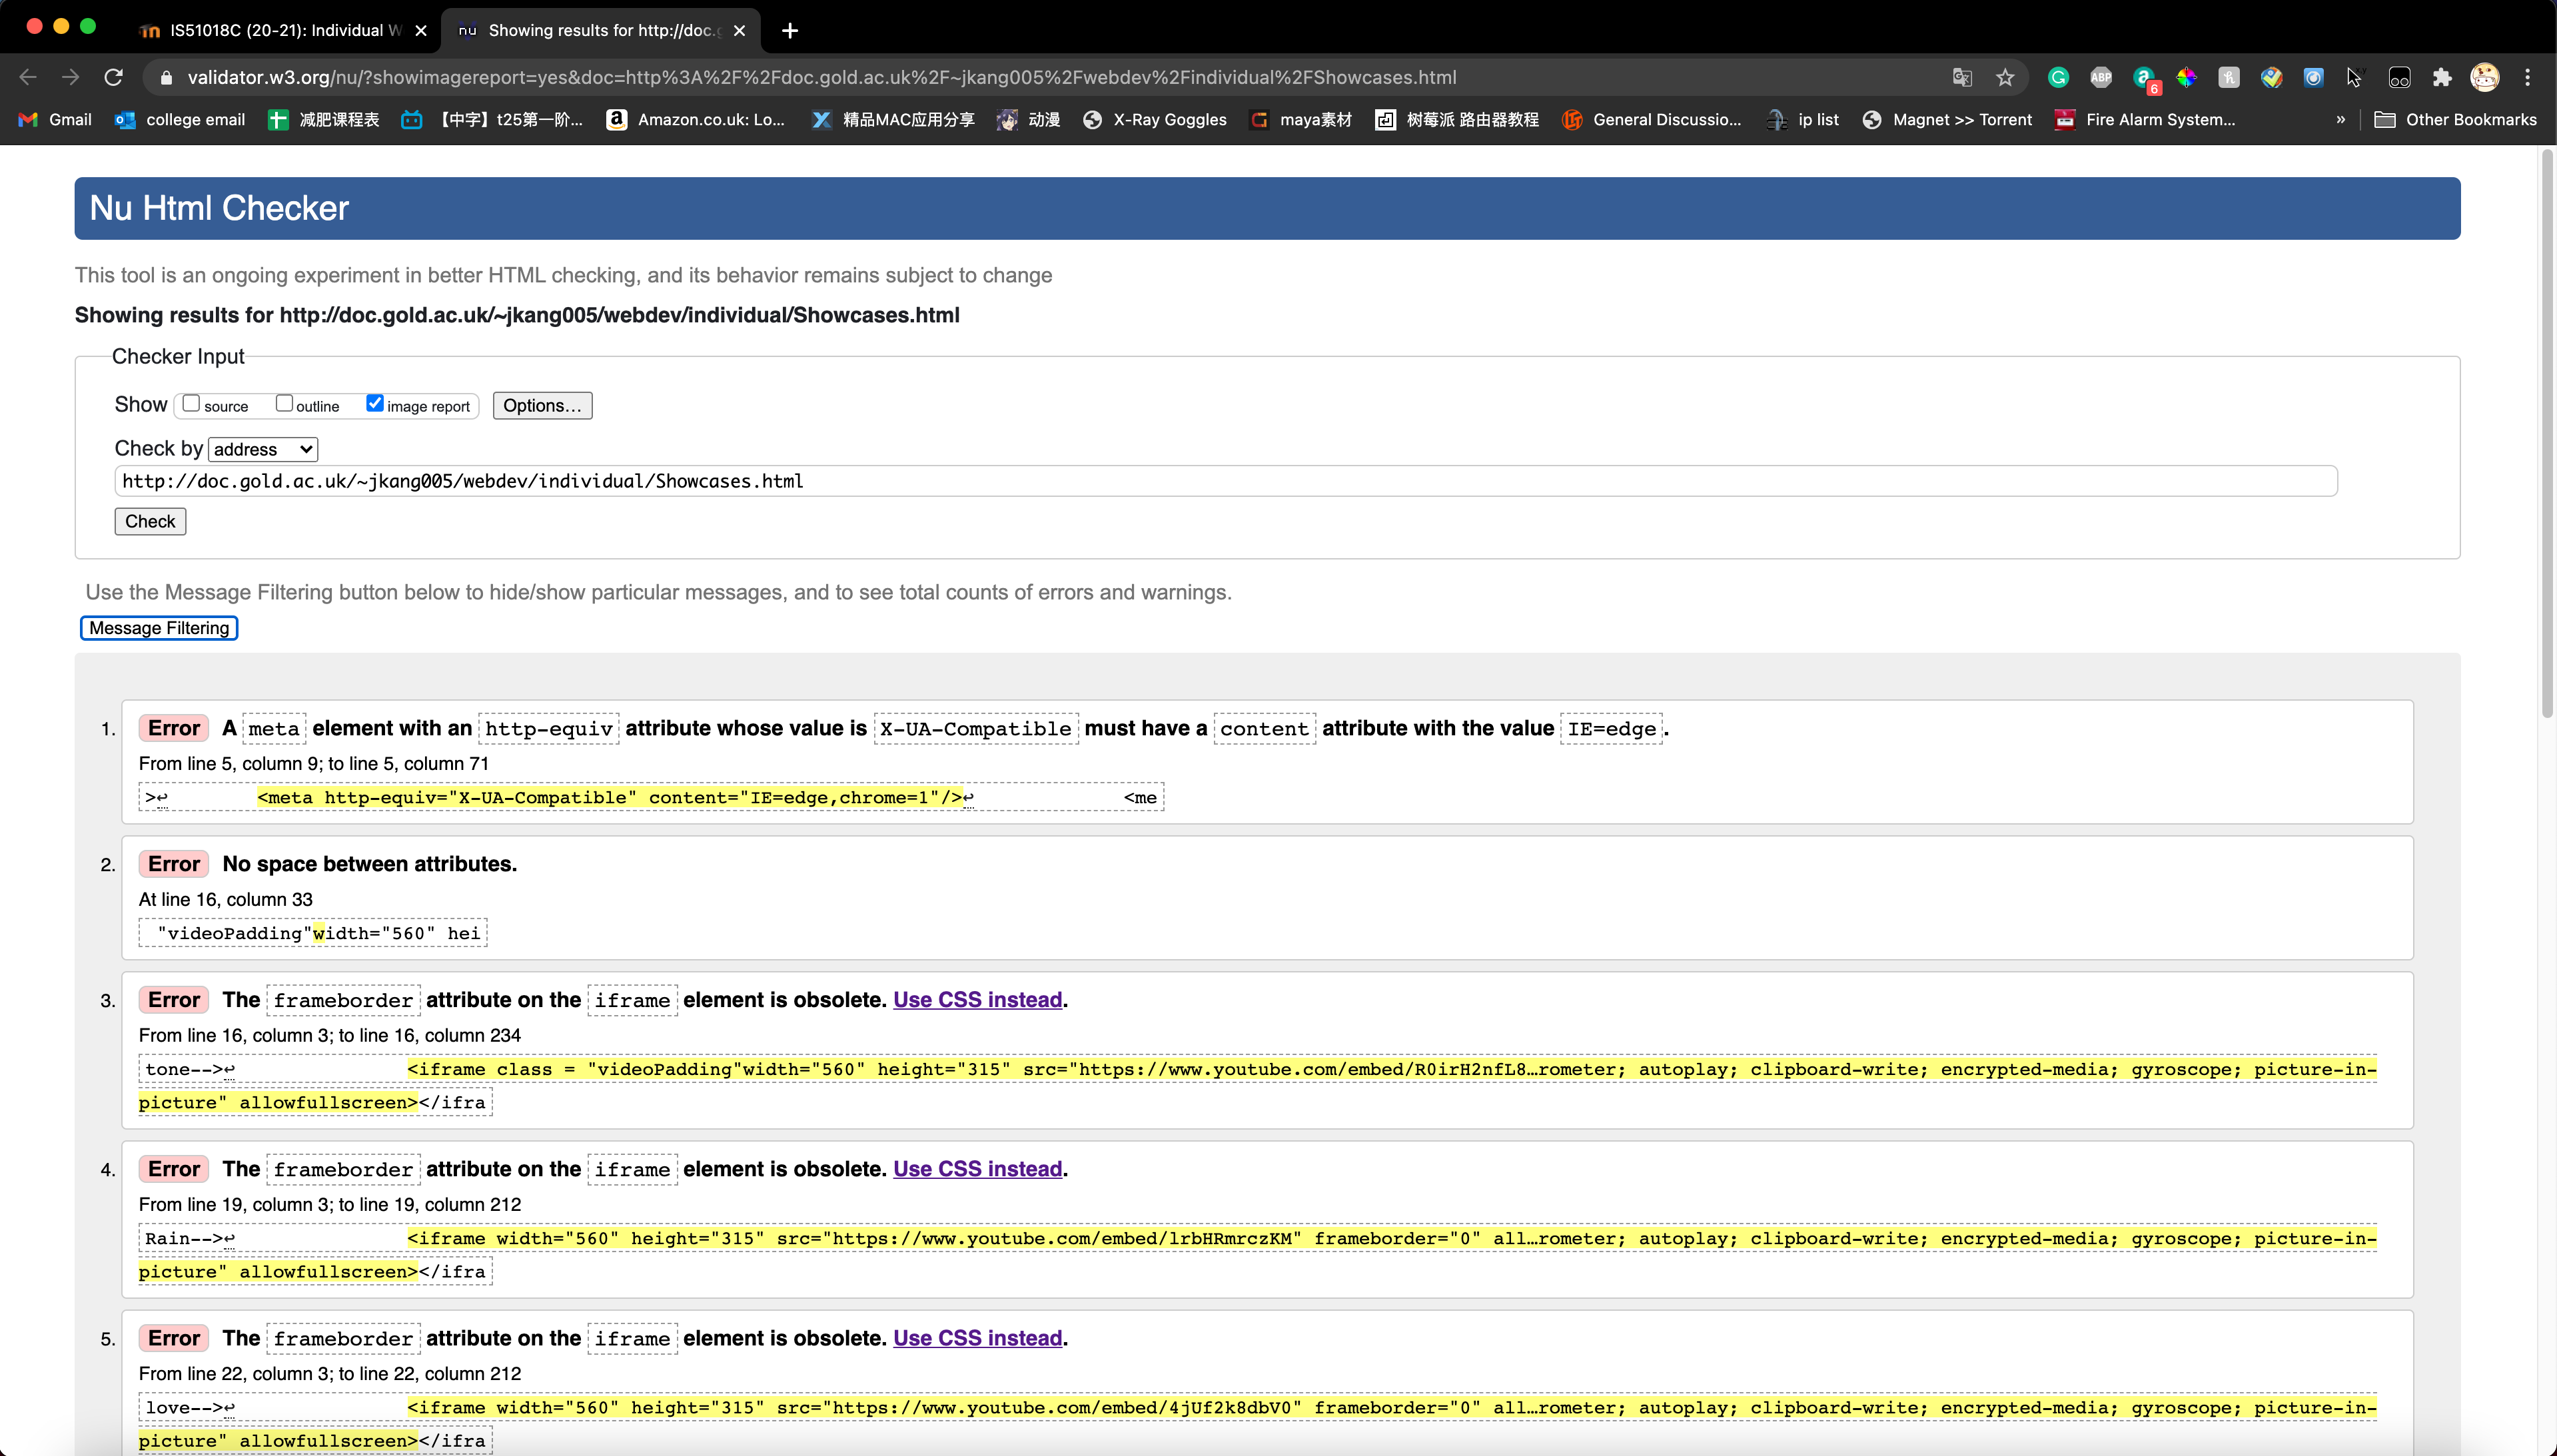 IS51018C (20-21): Individual W
nu Showing results for http://doc.g
validator.w3.org/nu/?showimagereport=yes&doc=http%3A%2F%2Fdoc.gold.ac.uk%2F~jkang005%2Fwebdev%2Findividual%2FShowcases.html
ABP
6
Gmail college email 减肥课程表 【中字】t25第一阶... Amazon.co.uk: Lo... 精品MAC应用分享 动漫 X-Ray Goggles maya素材 树莓派 路由器教程 General Discussio... ip list Magnet >> Torrent Fire Alarm System... » Other Bookmarks
Nu Html Checker
This tool is an ongoing experiment in better HTML checking, and its behavior remains subject to change
Showing results for http://doc.gold.ac.uk/~jkang005/webdev/individual/Showcases.html
Checker Input
Show source outline image report Options...
Check by address
http://doc.gold.ac.uk/~jkang005/webdev/individual/Showcases.html
Check
Use the Message Filtering button below to hide/show particular messages, and to see total counts of errors and warnings.
Message Filtering
1. Error A meta element with an http-equiv attribute whose value is X-UA-Compatible must have a content attribute with the value IE=edge.
From line 5, column 9; to line 5, column 71
>↩ <meta http-equiv="X-UA-Compatible" content="IE=edge,chrome=1"/>↩ <me
2. Error No space between attributes.
At line 16, column 33
"videoPadding"width="560" hei
3. Error The frameborder attribute on the iframe element is obsolete. Use CSS instead.
From line 16, column 3; to line 16, column 234
tone-->↩ <iframe class = "videoPadding"width="560" height="315" src="https://www.youtube.com/embed/R0irH2nfL8…rometer; autoplay; clipboard-write; encrypted-media; gyroscope; picture-in-
picture" allowfullscreen></ifra
4. Error The frameborder attribute on the iframe element is obsolete. Use CSS instead.
From line 19, column 3; to line 19, column 212
Rain-->↩ <iframe width="560" height="315" src="https://www.youtube.com/embed/lrbHRmrczKM" frameborder="0" all…rometer; autoplay; clipboard-write; encrypted-media; gyroscope; picture-in-
picture" allowfullscreen></ifra
5. Error The frameborder attribute on the iframe element is obsolete. Use CSS instead.
From line 22, column 3; to line 22, column 212
love-->↩ <iframe width="560" height="315" src="https://www.youtube.com/embed/4jUf2k8dbV0" frameborder="0" all…rometer; autoplay; clipboard-write; encrypted-media; gyroscope; picture-in-
picture" allowfullscreen></ifra